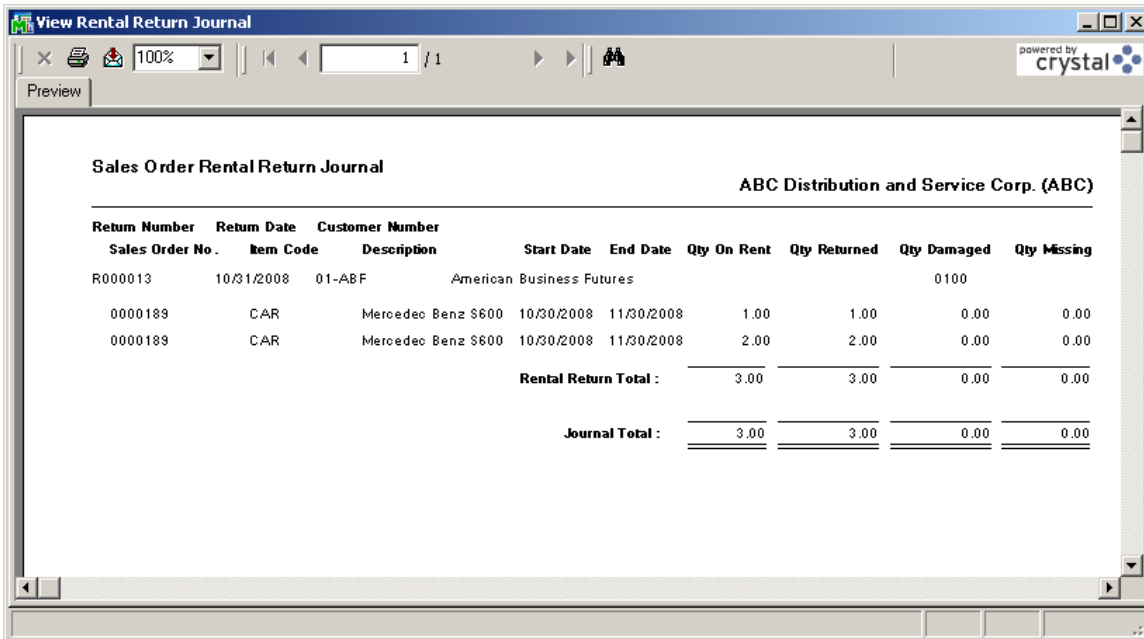 View Rental Return Journal
100% 1 / 1 powered by crystal
Preview
Sales Order Rental Return Journal
ABC Distribution and Service Corp. (ABC)
Return Number Return Date Customer Number
Sales Order No. Item Code Description Start Date End Date Qty On Rent Qty Returned Qty Damaged Qty Missing
R000013 10/31/2008 01-ABF American Business Futures 0100
0000189 CAR Mercedec Benz S600 10/30/2008 11/30/2008 1.00 1.00 0.00 0.00
0000189 CAR Mercedec Benz S600 10/30/2008 11/30/2008 2.00 2.00 0.00 0.00
Rental Return Total : 3.00 3.00 0.00 0.00
Journal Total : 3.00 3.00 0.00 0.00